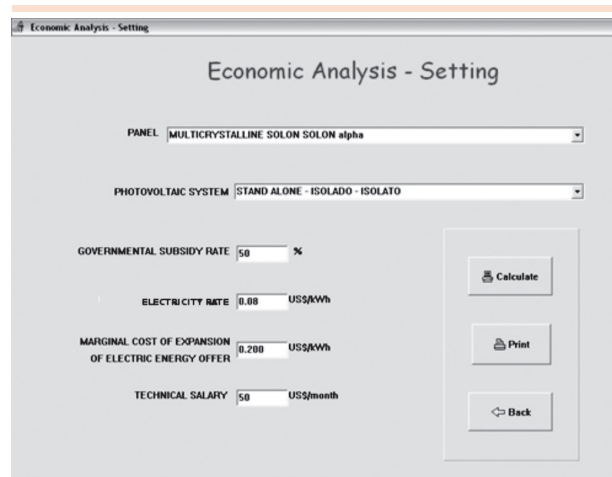 Economic Analysis - Setting
Economic Analysis - Setting
PANEL MULTICRYSTALLINE SOLON SOLON alpha
PHOTOVOLTAIC SYSTEM STAND ALONE - ISOLADO - ISOLATO
GOVERNMENTAL SUBSIDY RATE 50 %
ELECTRICITY RATE 0.08 US$/kWh
MARGINAL COST OF EXPANSION
OF ELECTRIC ENERGY OFFER 0.200 US$/kWh
TECHNICAL SALARY 50 US$/month
Calculate
Print
Back